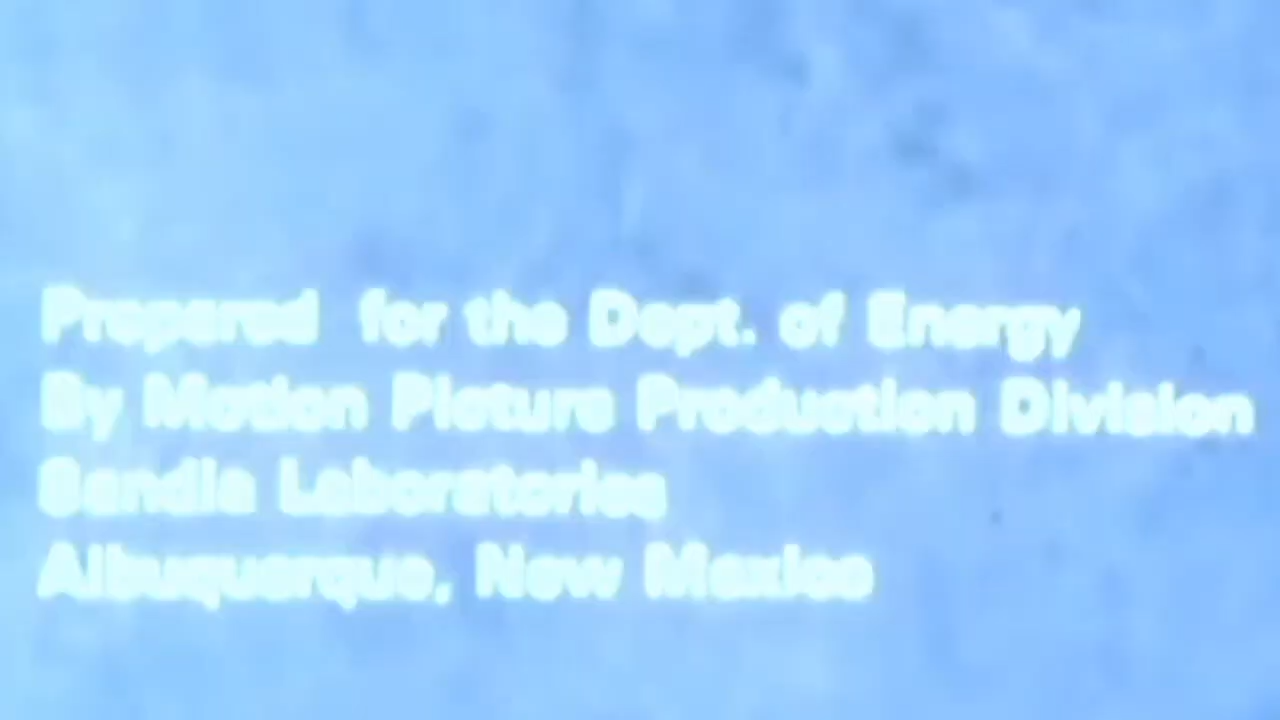 Prepared for the Dept. of Energy
By Motion Picture Production Division
Sandia Laboratories
Albuquerque, New Mexico